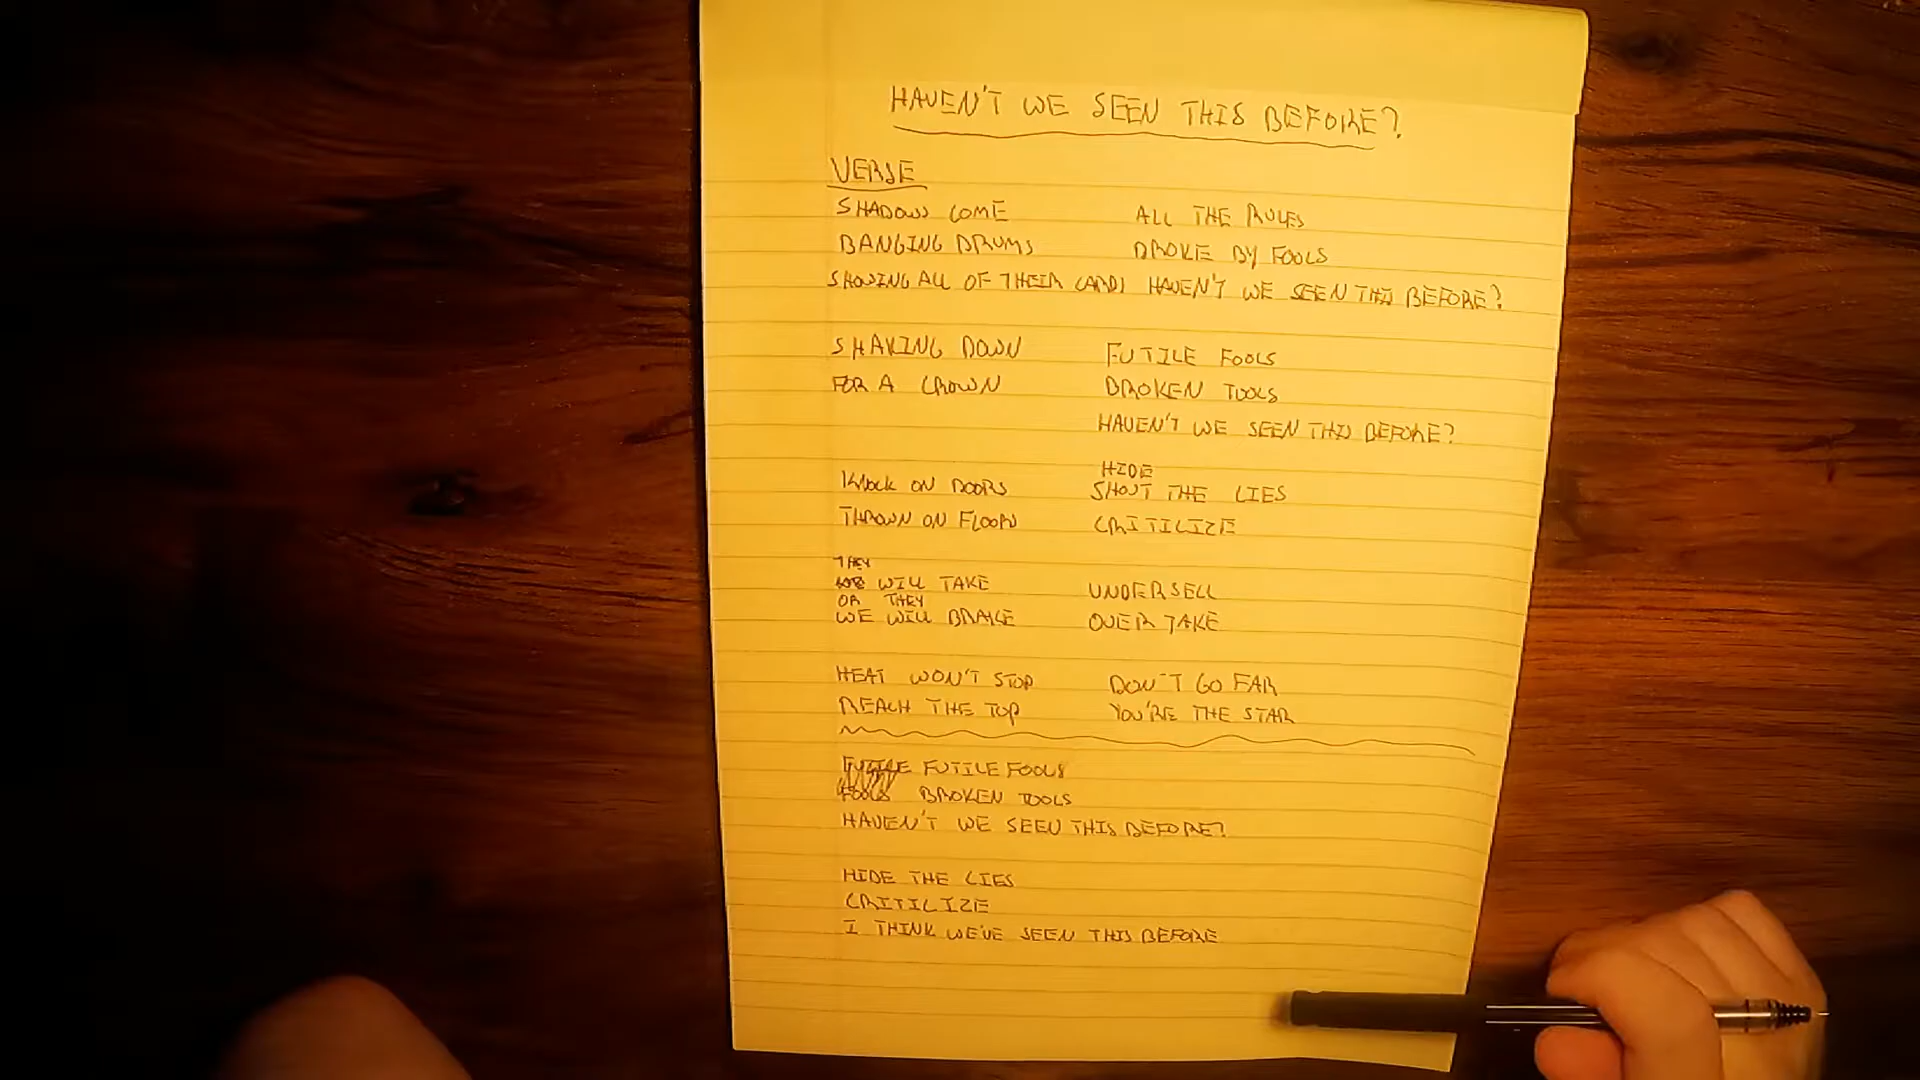 HAVEN'T WE SEEN THIS BEFORE?
VERSE
SHADOWS COME ALL THE RULES
BANGING DRUMS BROKE BY FOOLS
SHOWING ALL OF THEIR CARDS HAVEN'T WE SEEN THIS BEFORE?
SHAKING DOWN FUTILE FOOLS
FOR A CROWN BROKEN TOOLS
HAVEN'T WE SEEN THIS BEFORE?
HIDE
KNOCK ON DOORS SHOUT THE LIES
THROWN ON FLOORS CRITICIZE
THEY
WILL TAKE UNDERSELL
OR THEY
WE WILL BRAKE OVER TAKE
HEAT WON'T STOP DON'T GO FAR
REACH THE TOP YOU'RE THE STAR
FUTILE FUTILE FOOLS
FOOLS BROKEN TOOLS
HAVEN'T WE SEEN THIS BEFORE?
HIDE THE LIES
CRITICIZE
I THINK WE'VE SEEN THIS BEFORE